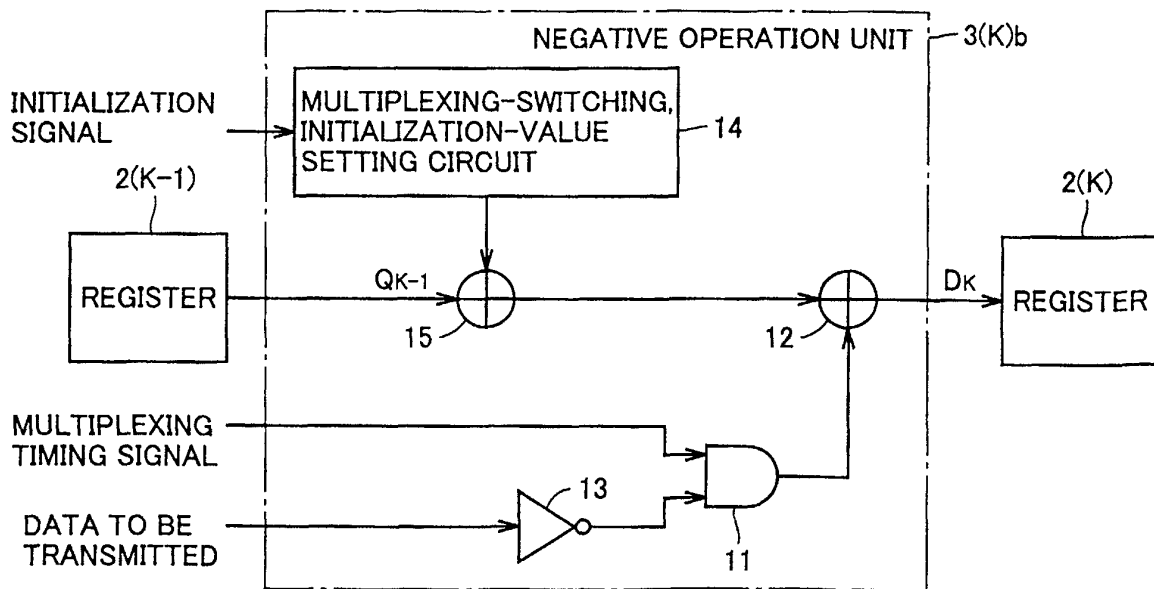 NEGATIVE OPERATION UNIT
3(K)b
INITIALIZATION
SIGNAL
MULTIPLEXING-SWITCHING,
INITIALIZATION-VALUE
SETTING CIRCUIT
14
2(K-1)
2(K)
REGISTER
QK-1
15
12
DK
REGISTER
MULTIPLEXING
TIMING SIGNAL
13
11
DATA TO BE
TRANSMITTED